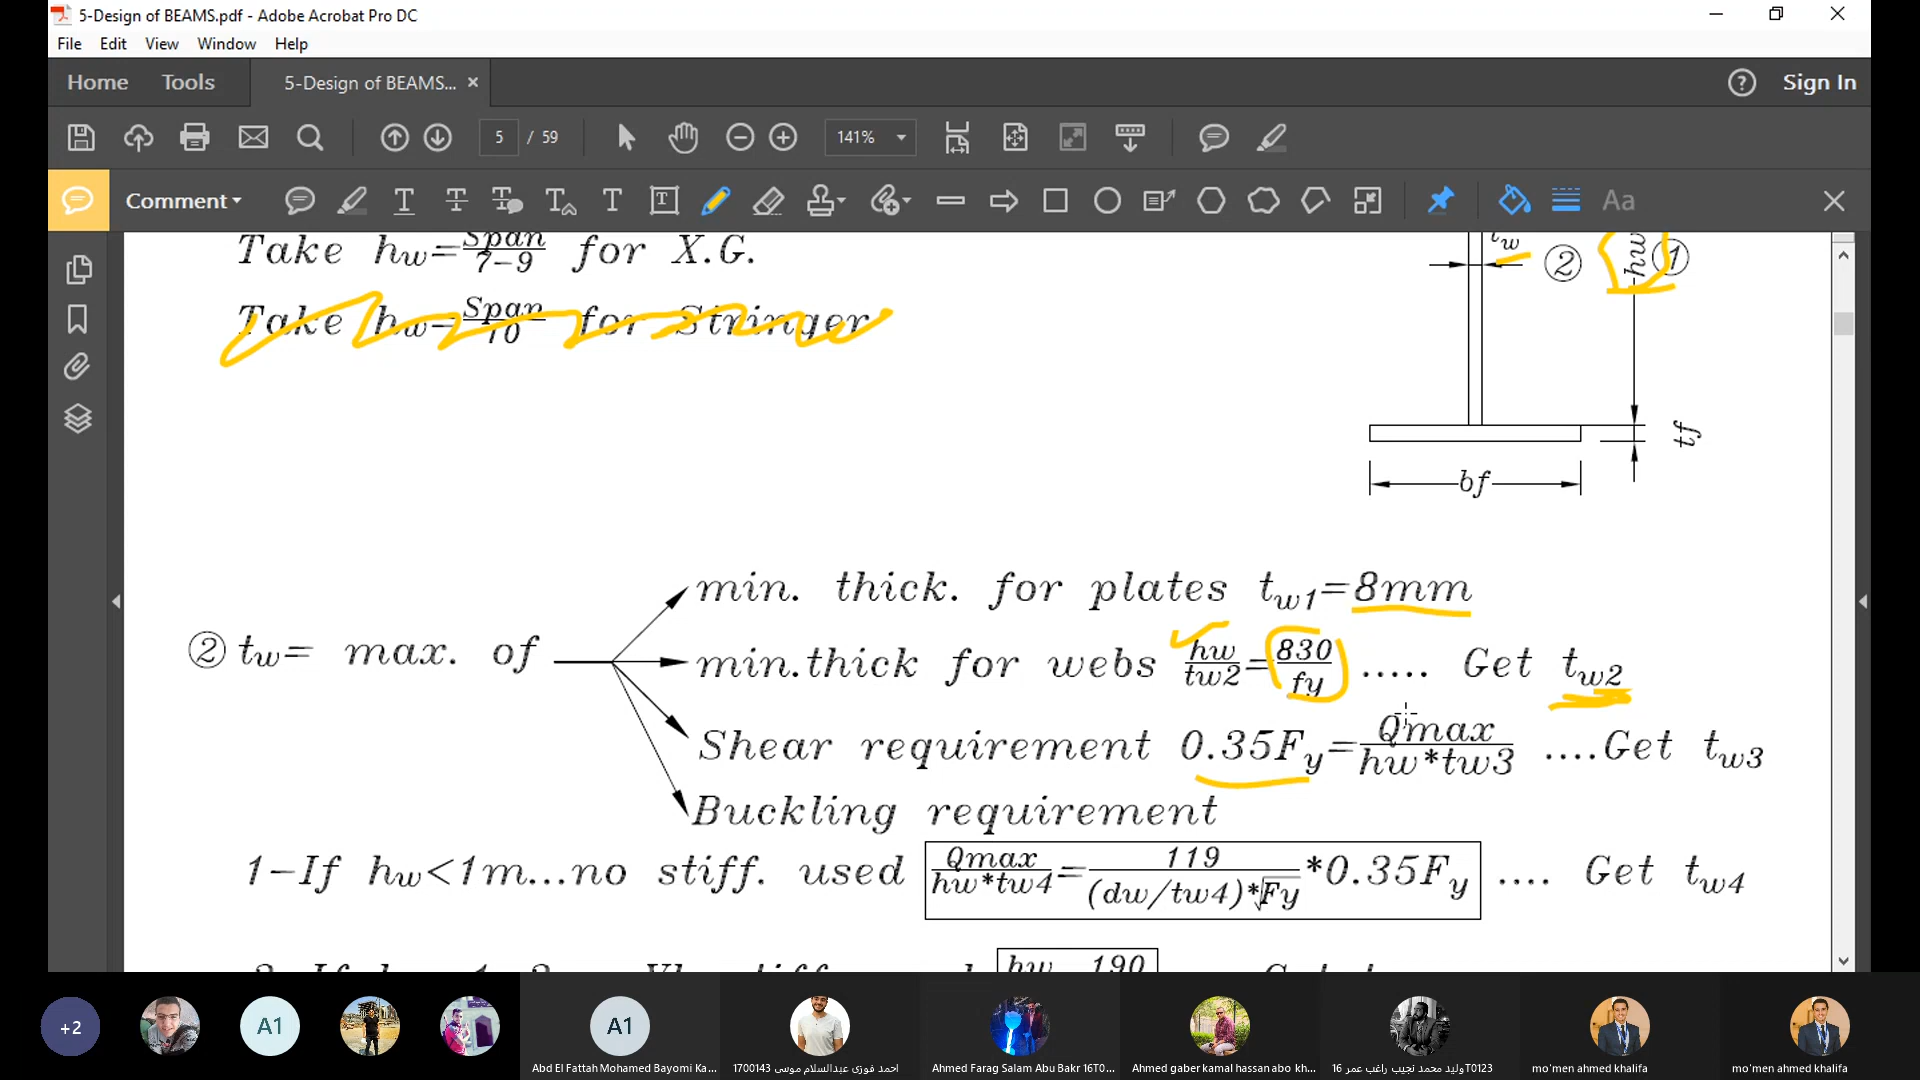 5-Design of BEAMS.pdf - Adobe Acrobat Pro DC
File Edit View Window Help
Home Tools 5-Design of BEAMS... × Sign In
5 / 59 141%
Comment Aa
Take hw=Span/7-9 for X.G.
Take hw=Span/10 for Stringer
tw ② hw ①
tf
bf
min. thick. for plates tw1=8mm
② tw= max. of
min.thick for webs hw/tw2=830/fy ..... Get tw2
Shear requirement 0.35Fy=Qmax/hw*tw3 ....Get tw3
Buckling requirement
1-If hw<1m...no stiff. used Qmax/hw*tw4=119/(dw/tw4)*√Fy*0.35Fy .... Get tw4
hw 190
+2 A1 A1
Abd El Fattah Mohamed Bayomi Ka...
1700143 احمد فوزى عبدالسلام موسى
Ahmed Farag Salam Abu Bakr 16T0...
Ahmed gaber kamal hassan abo kh...
وليد محمد نجيب راغب عمر 16T0123
mo'men ahmed khalifa
mo'men ahmed khalifa